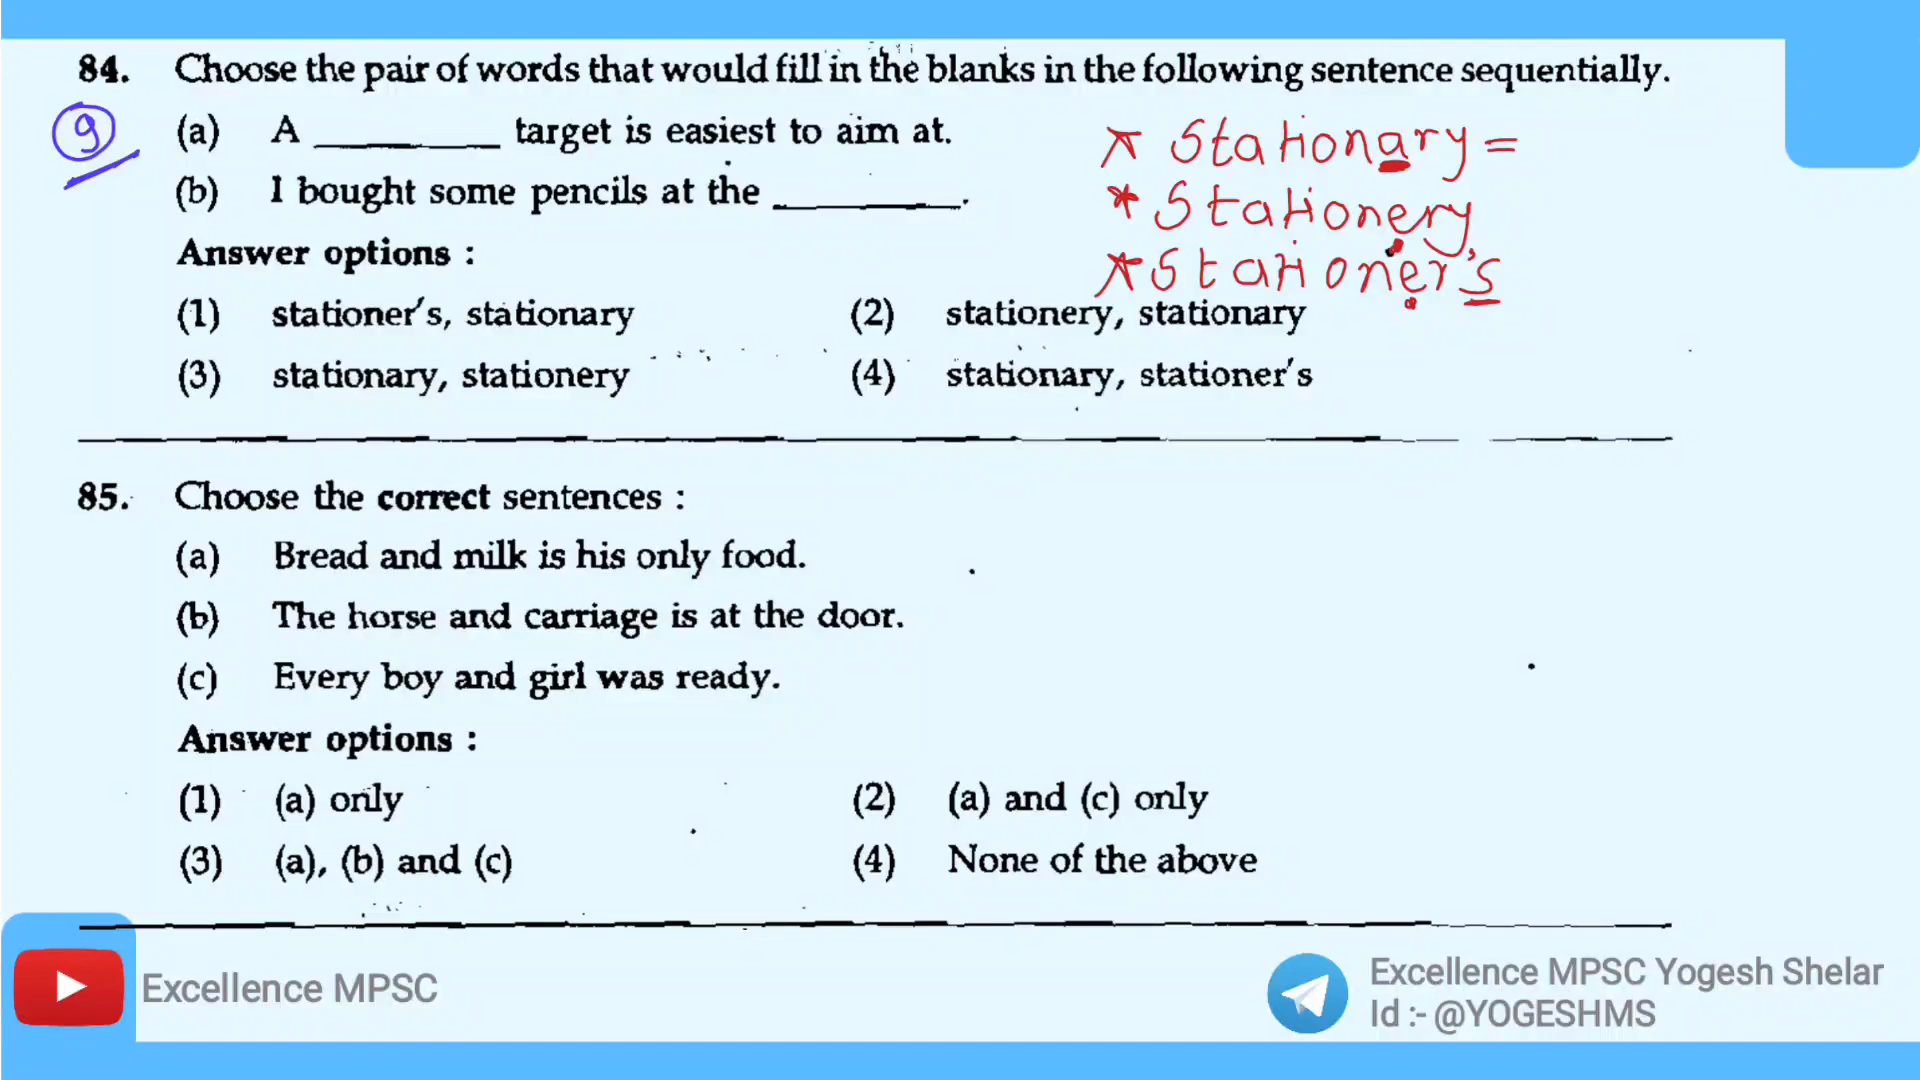 84. Choose the pair of words that would fill in the blanks in the following sentence sequentially.
9
(a) A ________ target is easiest to aim at.
(b) I bought some pencils at the ________.
* Stationary =
* Stationery,
* Stationer's
Answer options :
(1) stationer's, stationary (2) stationery, stationary
(3) stationary, stationery (4) stationary, stationer's
85. Choose the correct sentences :
(a) Bread and milk is his only food.
(b) The horse and carriage is at the door.
(c) Every boy and girl was ready.
Answer options :
(1) (a) only (2) (a) and (c) only
(3) (a), (b) and (c) (4) None of the above
Excellence MPSC
Excellence MPSC Yogesh Shelar
Id :- @YOGESHMS